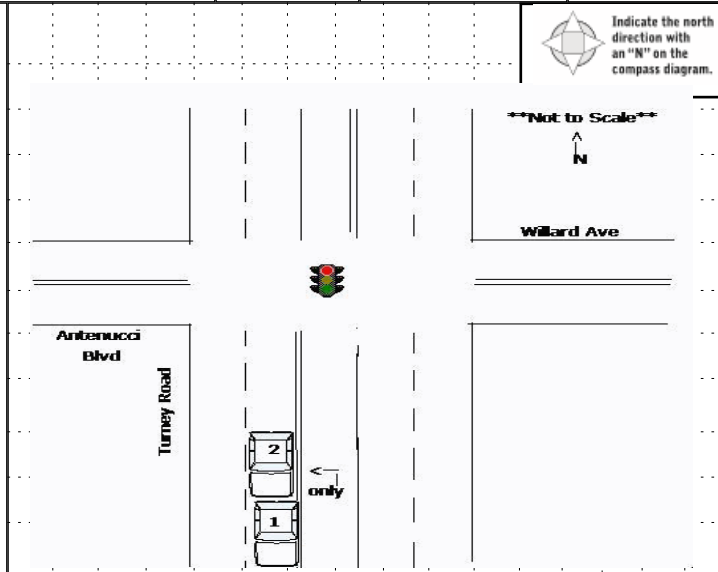 Indicate the north
direction with
an "N" on the
compass diagram.
**Not to Scale**
N
Willard Ave
Antenucci
Blvd
Turney Road
2
only
1